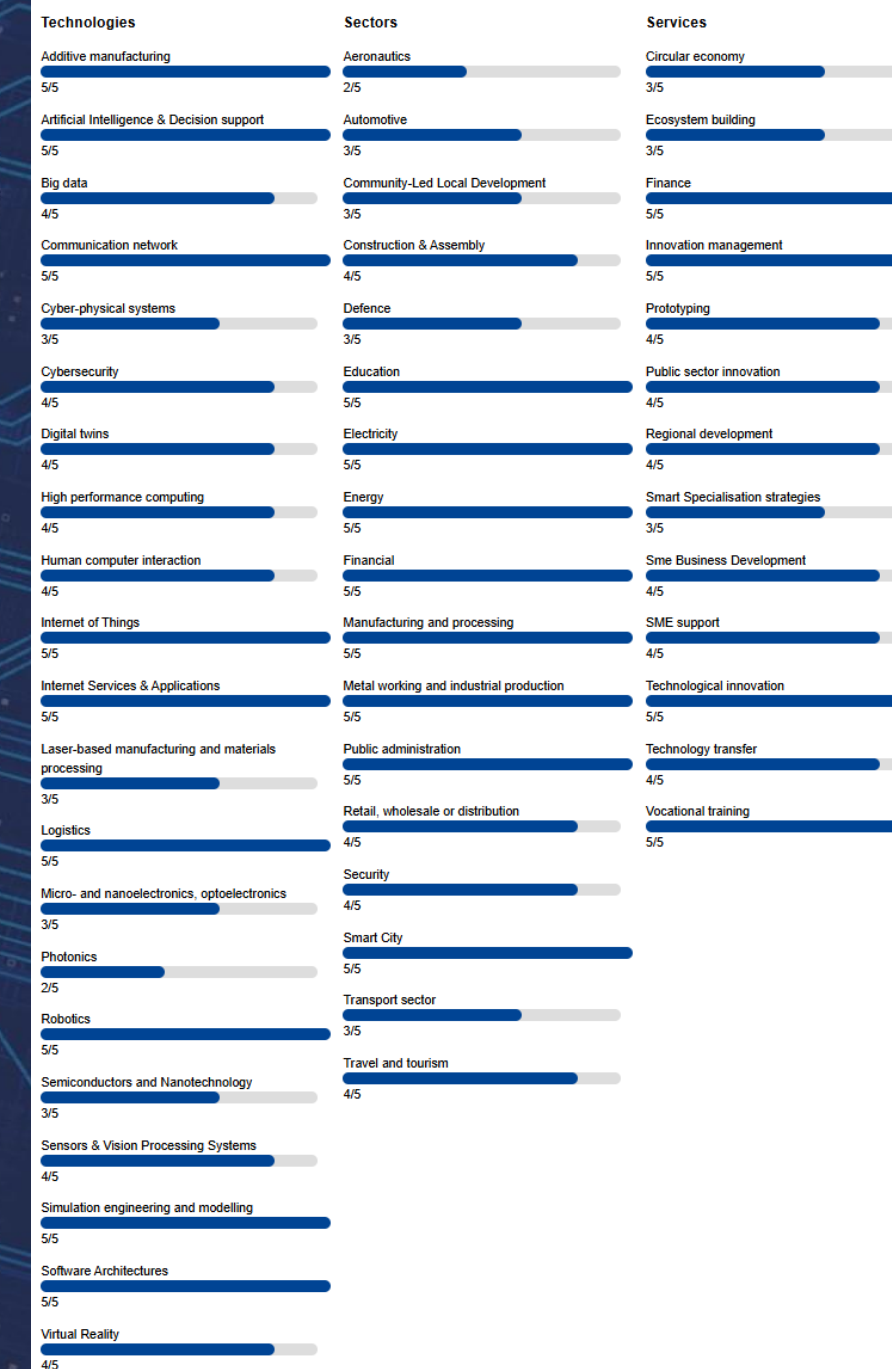 Technologies
Additive manufacturing
5/5
Artificial Intelligence & Decision support
5/5
Big data
4/5
Communication network
5/5
Cyber-physical systems
3/5
Cybersecurity
4/5
Digital twins
4/5
High performance computing
4/5
Human computer interaction
4/5
Internet of Things
5/5
Internet Services & Applications
5/5
Laser-based manufacturing and materials
processing
3/5
Logistics
5/5
Micro- and nanoelectronics, optoelectronics
3/5
Photonics
2/5
Robotics
5/5
Semiconductors and Nanotechnology
3/5
Sensors & Vision Processing Systems
4/5
Simulation engineering and modelling
5/5
Software Architectures
5/5
Virtual Reality
4/5
Sectors
Aeronautics
2/5
Automotive
3/5
Community-Led Local Development
3/5
Construction & Assembly
4/5
Defence
3/5
Education
5/5
Electricity
5/5
Energy
5/5
Financial
5/5
Manufacturing and processing
5/5
Metal working and industrial production
5/5
Public administration
5/5
Retail, wholesale or distribution
4/5
Security
4/5
Smart City
5/5
Transport sector
3/5
Travel and tourism
4/5
Services
Circular economy
3/5
Ecosystem building
3/5
Finance
5/5
Innovation management
5/5
Prototyping
4/5
Public sector innovation
4/5
Regional development
4/5
Smart Specialisation strategies
3/5
Sme Business Development
4/5
SME support
4/5
Technological innovation
5/5
Technology transfer
4/5
Vocational training
5/5